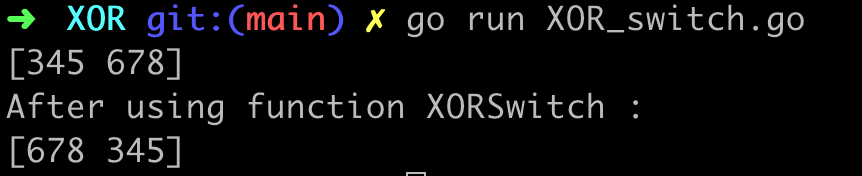 ➜ XOR git:(main) ✗ go run XOR_switch.go
[345 678]
After using function XORSwitch :
[678 345]